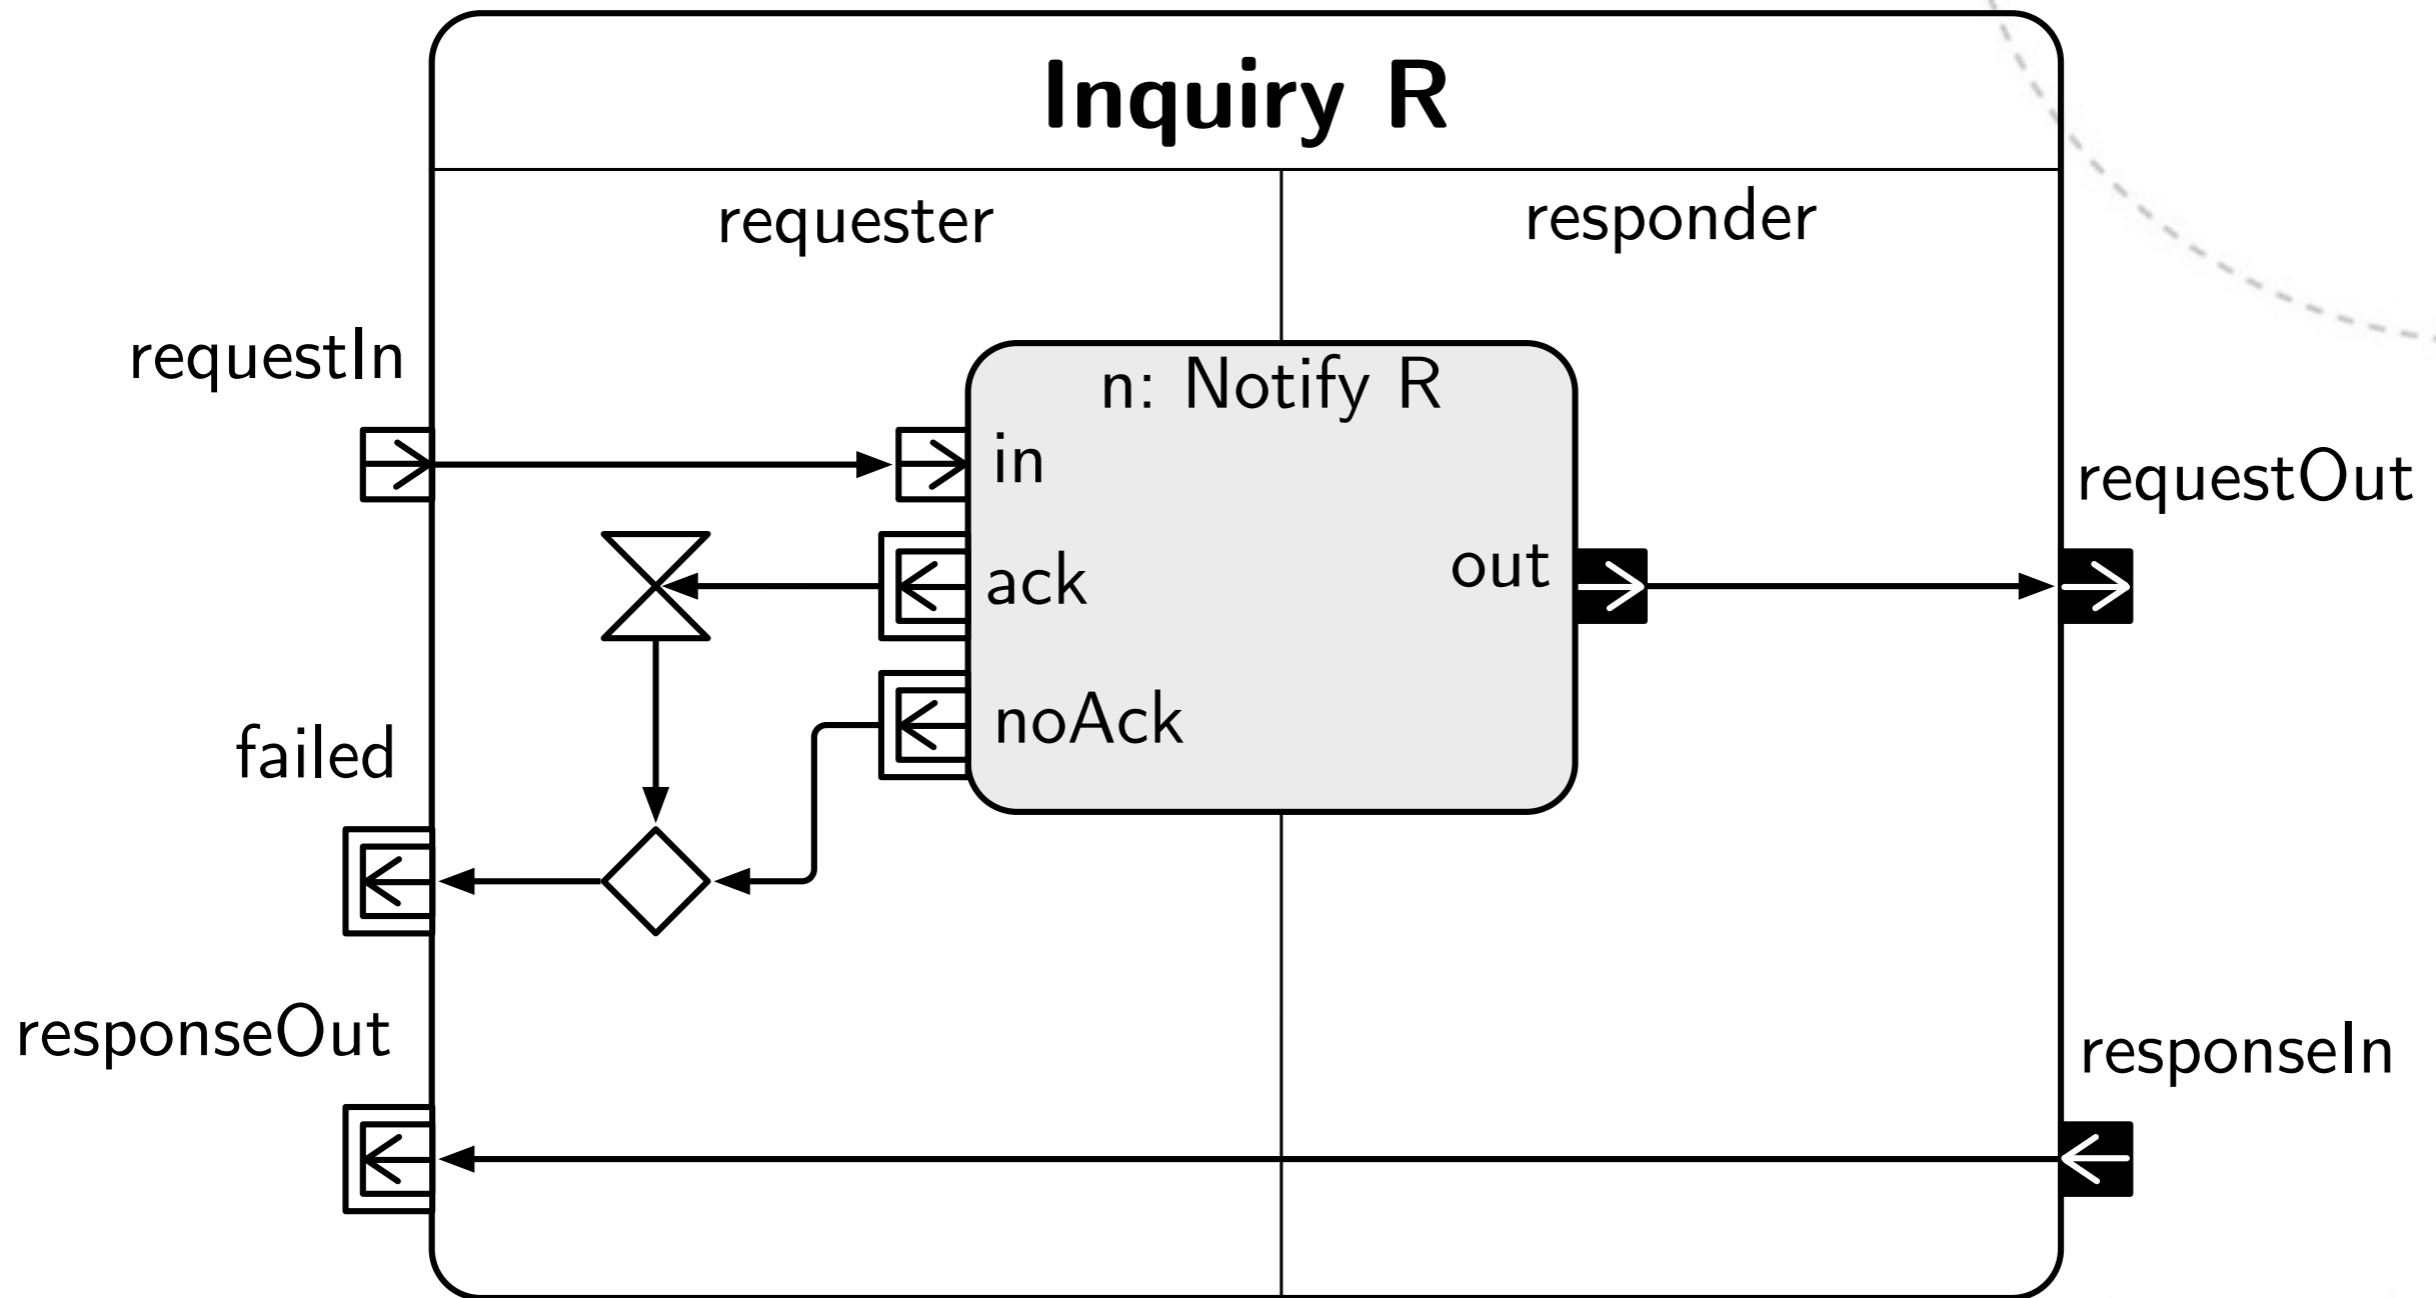 Inquiry R
requester
responder
requestIn
n: Notify R
in
requestOut
ack
out
noAck
failed
responseOut
responseIn